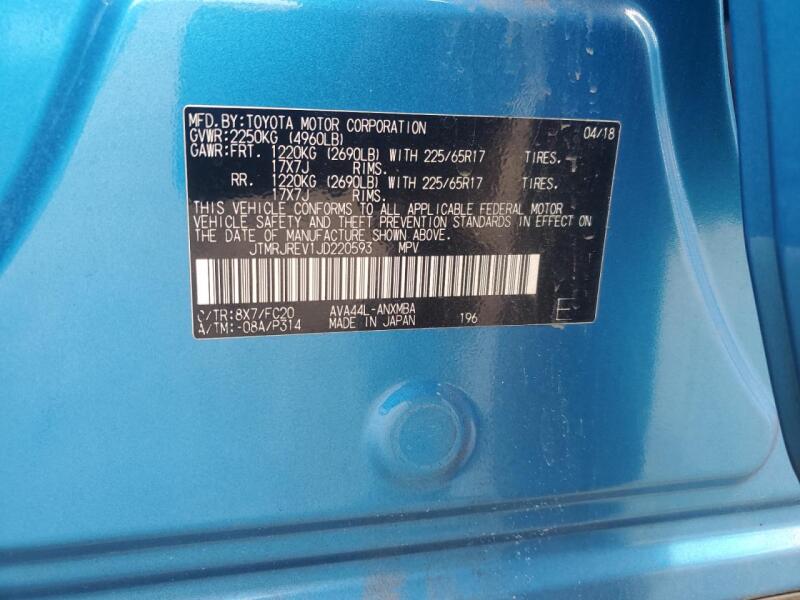 MFD.BY:TOYOTA MOTOR CORPORATION 04/18
GVWR:2250KG (4960LB)
GAWR:FRT. 1220KG (2690LB) WITH 225/65R17 TIRES.
17X7J RIMS.
RR. 1220KG (2690LB) WITH 225/65R17 TIRES.
17X7J RIMS.
THIS VEHICLE CONFORMS TO ALL APPLICABLE FEDERAL MOTOR
VEHICLE SAFETY AND THEFT PREVENTION STANDARDS IN EFFECT ON
THE DATE OF MANUFACTURE SHOWN ABOVE.
JTMRJREV1JD220593 MPV
C/TR:8X7/FC20 AVA44L-ANXMBA E
A/TM:-08A/P314 MADE IN JAPAN 196